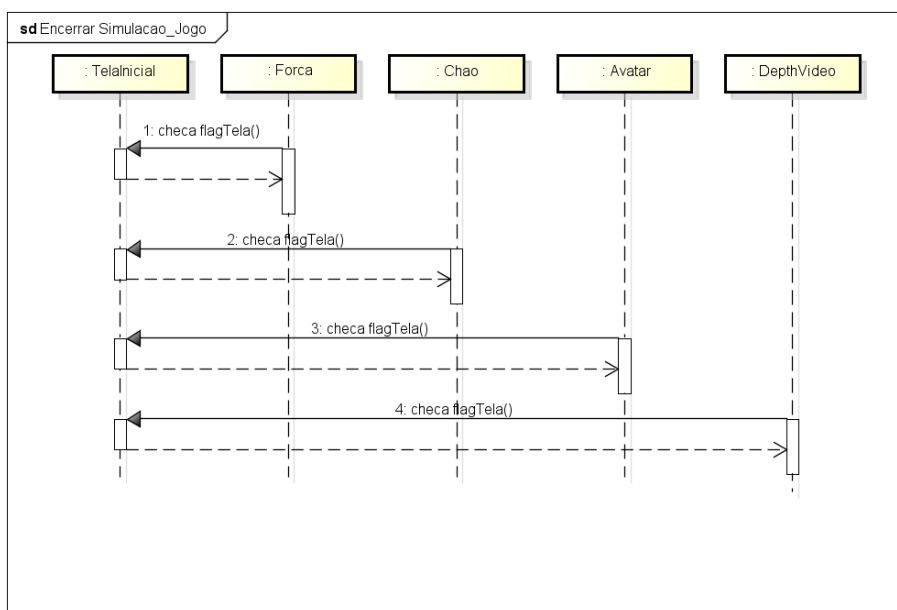 sd Encerrar Simulacao_Jogo
: TelaInicial
: Forca
: Chao
: Avatar
: DepthVideo
1: checa flagTela()
2: checa flagTela()
3: checa flagTela()
4: checa flagTela()